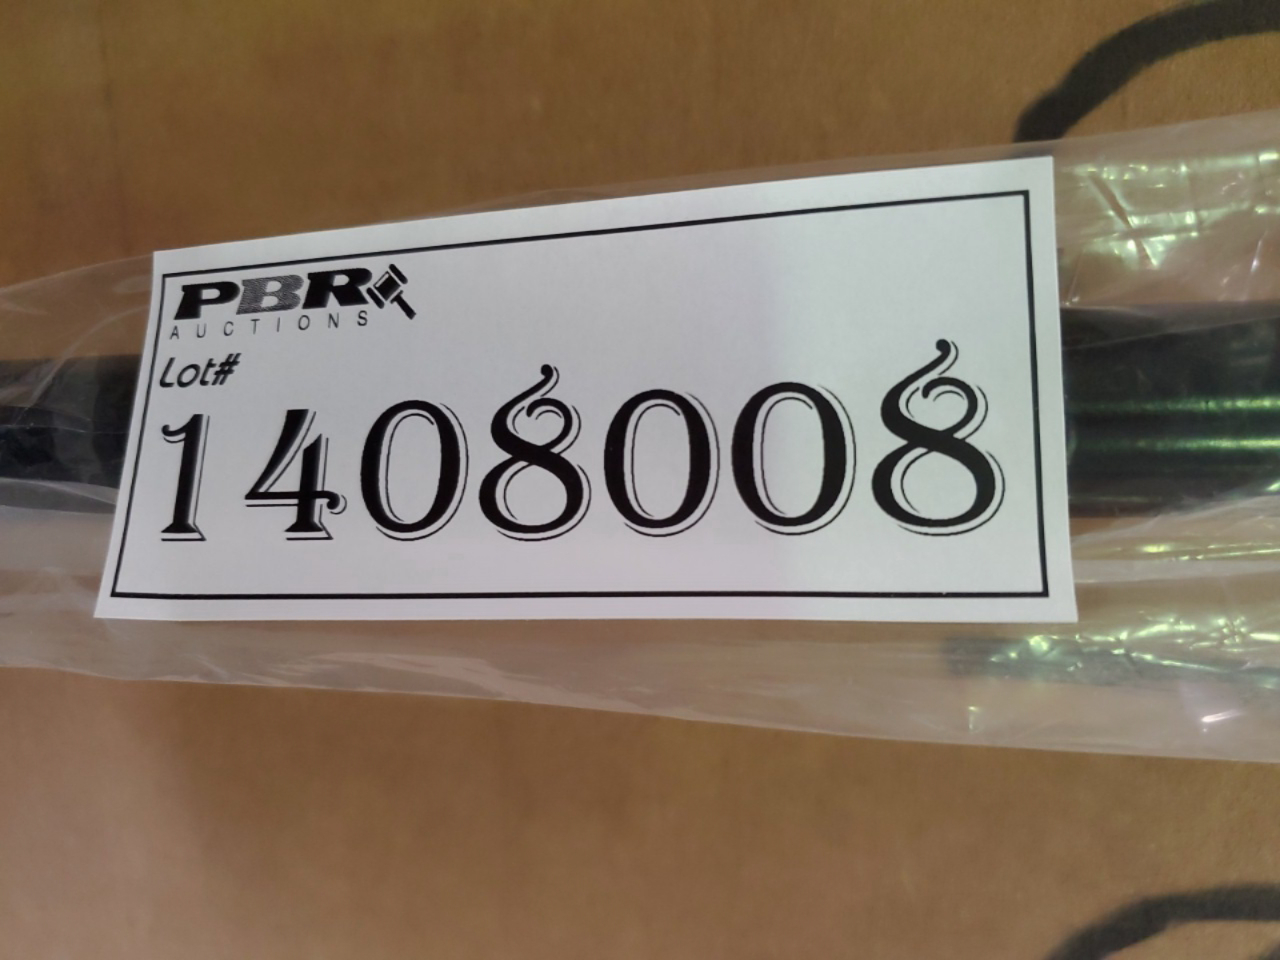 PBR
AUCTIONS
Lot#
1408008